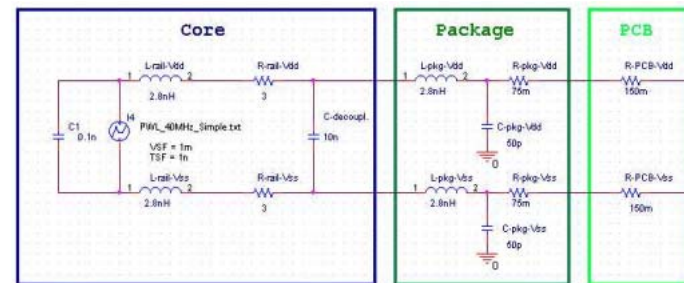 Core
Package
PCB
L-rail-Vdd
R-rail-Vdd
L-pkg-Vdd
R-pkg-Vdd
R-PCB-Vdd
1
2
2.8nH
3
1
2
2.8nH
75m
150m
C1
0.1n
I4
PWL_40MHz_Simple.txt
VSF = 1m
TSF = 1n
C-decoupl.
10n
C-pkg-Vdd
50p
0
L-rail-Vss
R-rail-Vss
L-pkg-Vss
R-pkg-Vss
R-PCB-Vss
1
2
2.8nH
3
1
2
2.8nH
75m
150m
C-pkg-Vss
50p
0